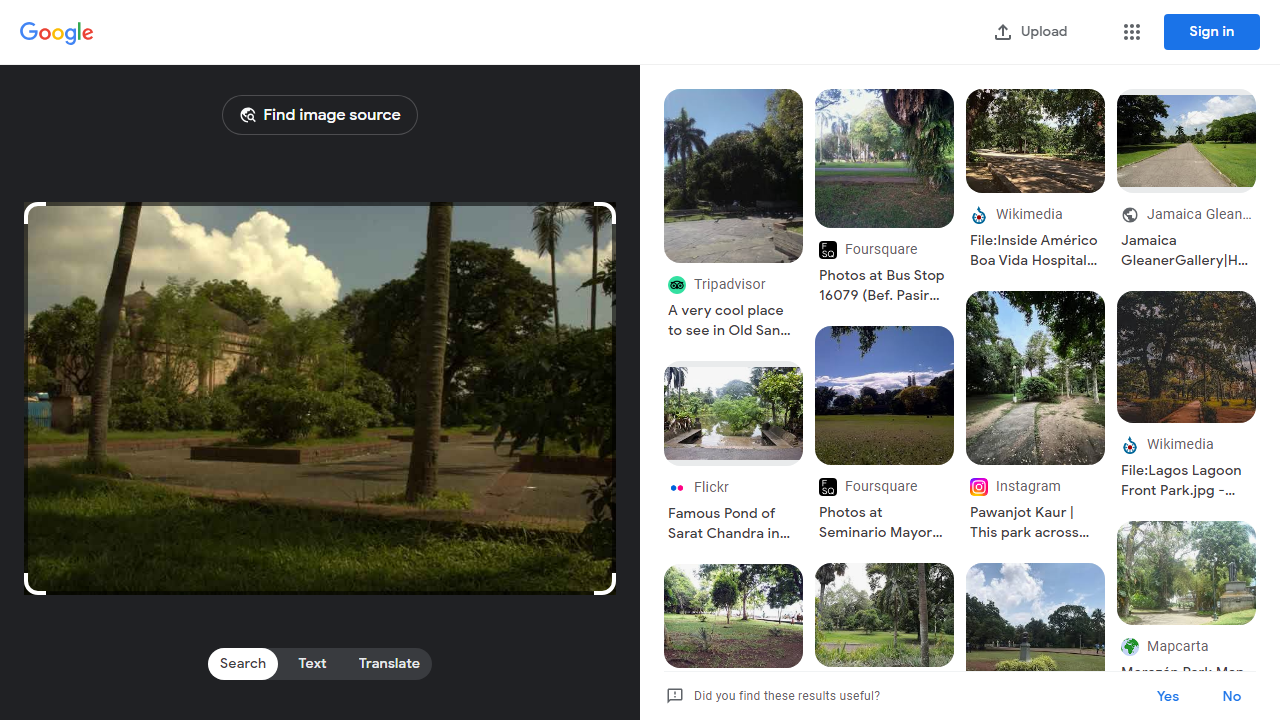 Google
Upload
Sign in
Find image source
Search
Text
Translate
Tripadvisor
A very cool place
to see in Old San...
Flickr
Famous Pond of
Sarat Chandra in...
Foursquare
Photos at Bus Stop
16079 (Bef. Pasir...
Foursquare
Photos at
Seminario Mayor...
Wikimedia
File:Inside Américo
Boa Vida Hospital...
Instagram
Pawanjot Kaur |
This park across...
Jamaica Glean...
Jamaica
GleanerGallery|H...
Wikimedia
File:Lagos Lagoon
Front Park.jpg -...
Mapcarta
Did you find these results useful?
Yes
No